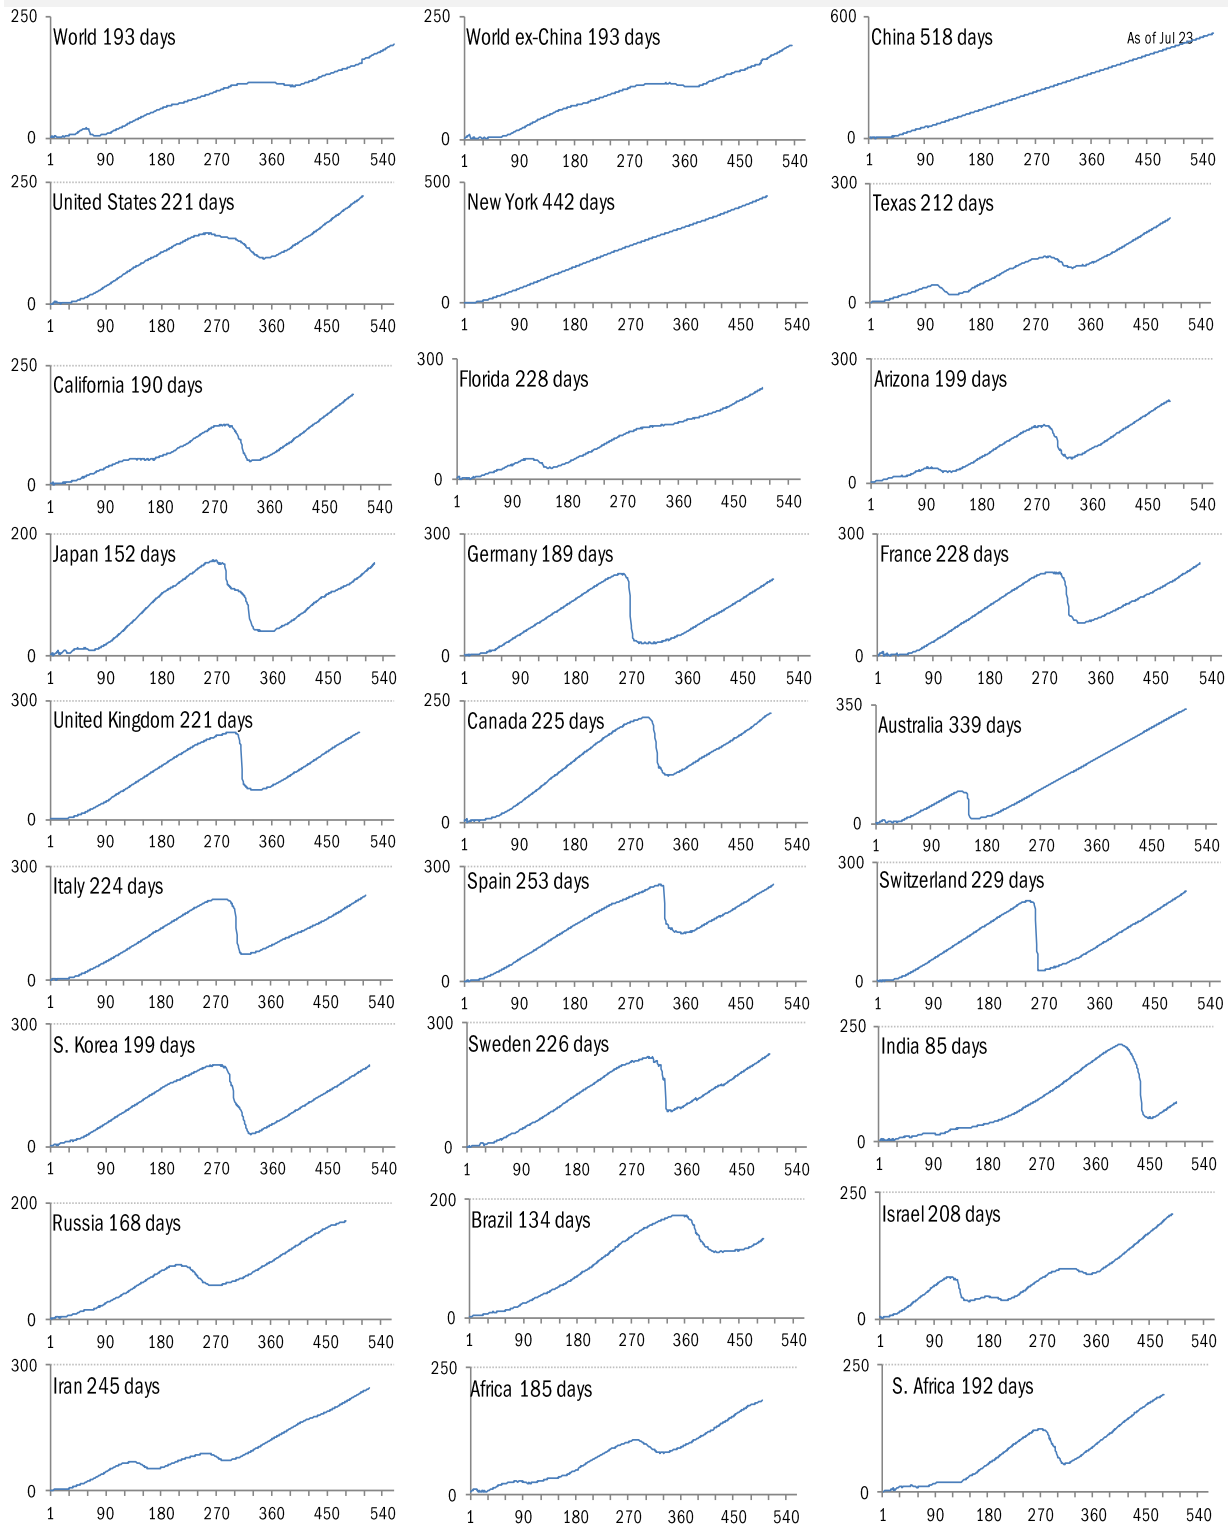 250
World 193 days
0
1 90 180 270 360 450 540
250
World ex-China 193 days
0
1 90 180 270 360 450 540
600
China 518 days
As of Jul 23
0
1 90 180 270 360 450 540
250
United States 221 days
0
1 90 180 270 360 450 540
500
New York 442 days
0
1 90 180 270 360 450 540
300
Texas 212 days
0
1 90 180 270 360 450 540
250
California 190 days
0
1 90 180 270 360 450 540
300
Florida 228 days
0
1 90 180 270 360 450 540
300
Arizona 199 days
0
1 90 180 270 360 450 540
200
Japan 152 days
0
1 90 180 270 360 450 540
300
Germany 189 days
0
1 90 180 270 360 450 540
300
France 228 days
0
1 90 180 270 360 450 540
300
United Kingdom 221 days
0
1 90 180 270 360 450 540
250
Canada 225 days
0
1 90 180 270 360 450 540
350
Australia 339 days
0
1 90 180 270 360 450 540
300
Italy 224 days
0
1 90 180 270 360 450 540
300
Spain 253 days
0
1 90 180 270 360 450 540
300
Switzerland 229 days
0
1 90 180 270 360 450 540
300
S. Korea 199 days
0
1 90 180 270 360 450 540
300
Sweden 226 days
0
1 90 180 270 360 450 540
250
India 85 days
0
1 90 180 270 360 450 540
200
Russia 168 days
0
1 90 180 270 360 450 540
200
Brazil 134 days
0
1 90 180 270 360 450 540
250
Israel 208 days
0
1 90 180 270 360 450 540
300
Iran 245 days
0
1 90 180 270 360 450 540
250
Africa 185 days
0
1 90 180 270 360 450 540
250
S. Africa 192 days
0
1 90 180 270 360 450 540